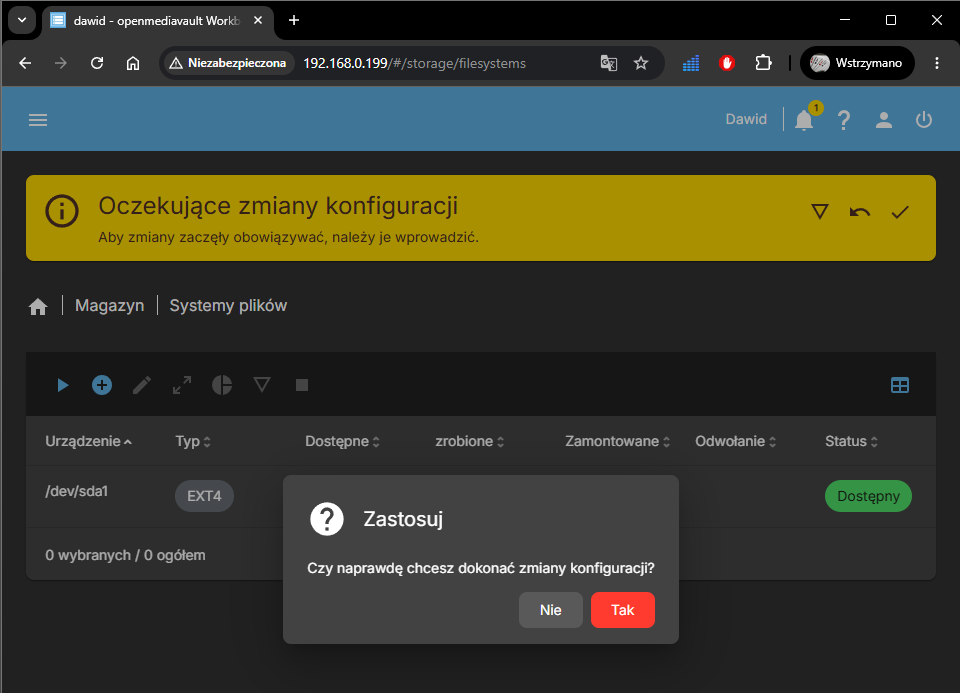 dawid - openmediavault Workb
Niezabezpieczona
192.168.0.199/#/storage/filesystems
Wstrzymano
Dawid
1
Oczekujące zmiany konfiguracji
Aby zmiany zaczęły obowiązywać, należy je wprowadzić.
Magazyn
Systemy plików
Urządzenie Typ Dostępne zrobione Zamontowane Odwołanie Status
/dev/sda1 EXT4 Dostępny
0 wybranych / 0 ogółem
Zastosuj
Czy naprawdę chcesz dokonać zmiany konfiguracji?
Nie Tak